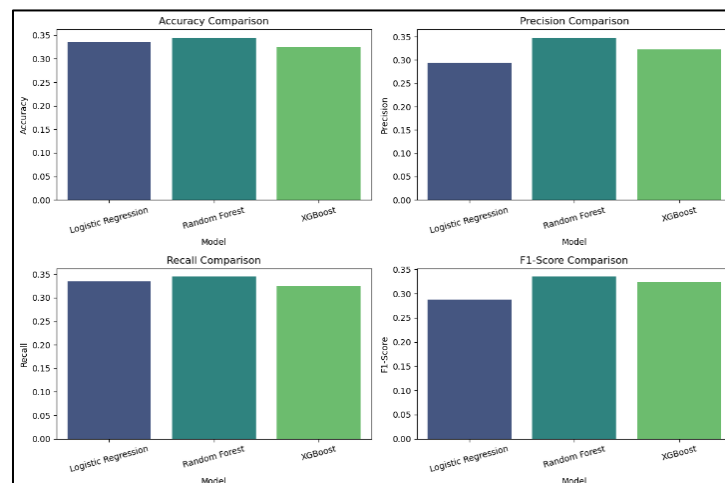 Accuracy Comparison
0.35
0.30
0.25
0.20
0.15
0.10
0.05
0.00
Accuracy
Logistic Regression
Random Forest
XGBoost
Model
Precision Comparison
0.35
0.30
0.25
0.20
0.15
0.10
0.05
0.00
Precision
Logistic Regression
Random Forest
XGBoost
Model
Recall Comparison
0.35
0.30
0.25
0.20
0.15
0.10
0.05
0.00
Recall
Logistic Regression
Random Forest
XGBoost
Model
F1-Score Comparison
0.35
0.30
0.25
0.20
0.15
0.10
0.05
0.00
F1-Score
Logistic Regression
Random Forest
XGBoost
Model